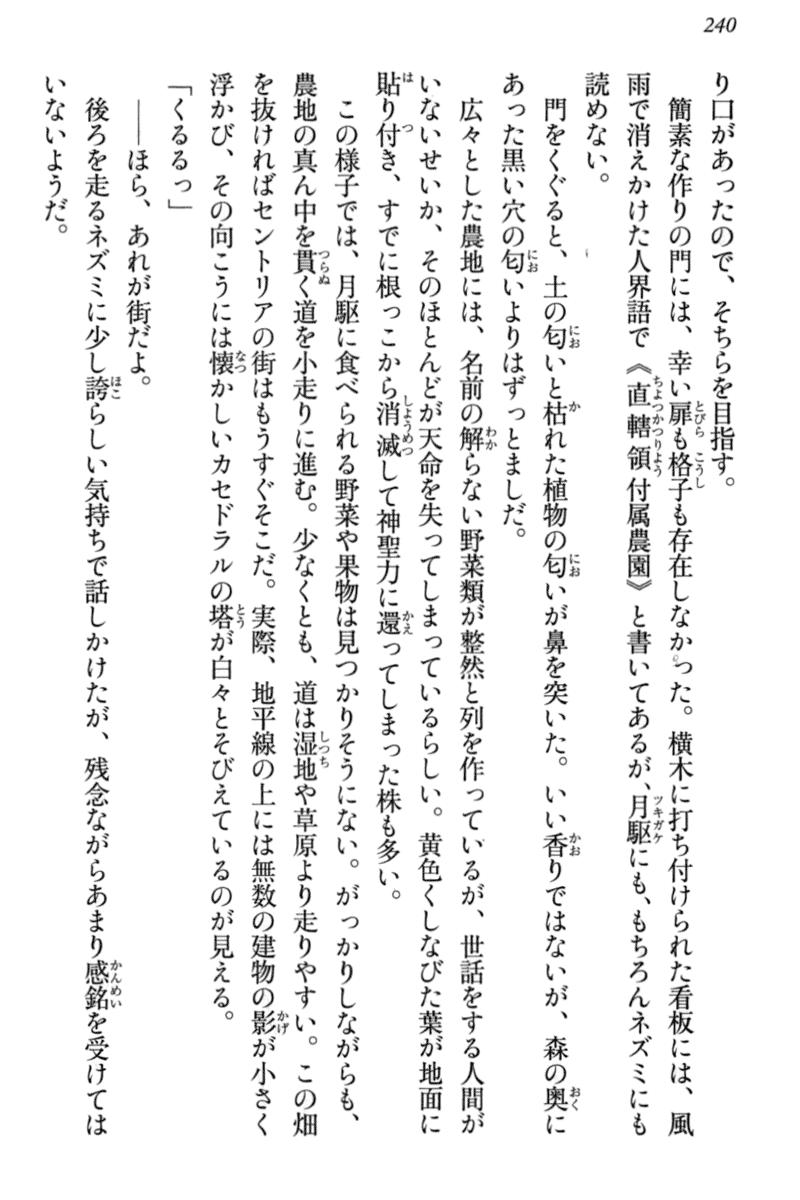 240
り口があったので、そちらを目指す。
　簡素な作りの門には、幸い扉も格子も存在しなかった。横木に打ち付けられた看板には、風
雨で消えかけた人界語で《直轄領付属農園》と書いてあるが、月駆にも、もちろんネズミにも
読めない。
　門をくぐると、土の匂いと枯れた植物の匂いが鼻を突いた。いい香りではないが、森の奥に
あった黒い穴の匂いよりはずっとましだ。
　広々とした農地には、名前の解らない野菜類が整然と列を作っているが、世話をする人間が
いないせいか、そのほとんどが天命を失ってしまっているらしい。黄色くしなびた葉が地面に
貼り付き、すでに根っこから消滅して神聖力に還ってしまった株も多い。
　この様子では、月駆に食べられる野菜や果物は見つかりそうにない。がっかりしながらも、
農地の真ん中を貫く道を小走りに進む。少なくとも、道は湿地や草原より走りやすい。この畑
を抜ければセントリアの街はもうすぐそこだ。実際、地平線の上には無数の建物の影が小さく
浮かび、その向こうには懐かしいカセドラルの塔が白々とそびえているのが見える。
「くるるっ」
　――ほら、あれが街だよ。
　後ろを走るネズミに少し誇らしい気持ちで話しかけたが、残念ながらあまり感銘を受けては
いないようだ。